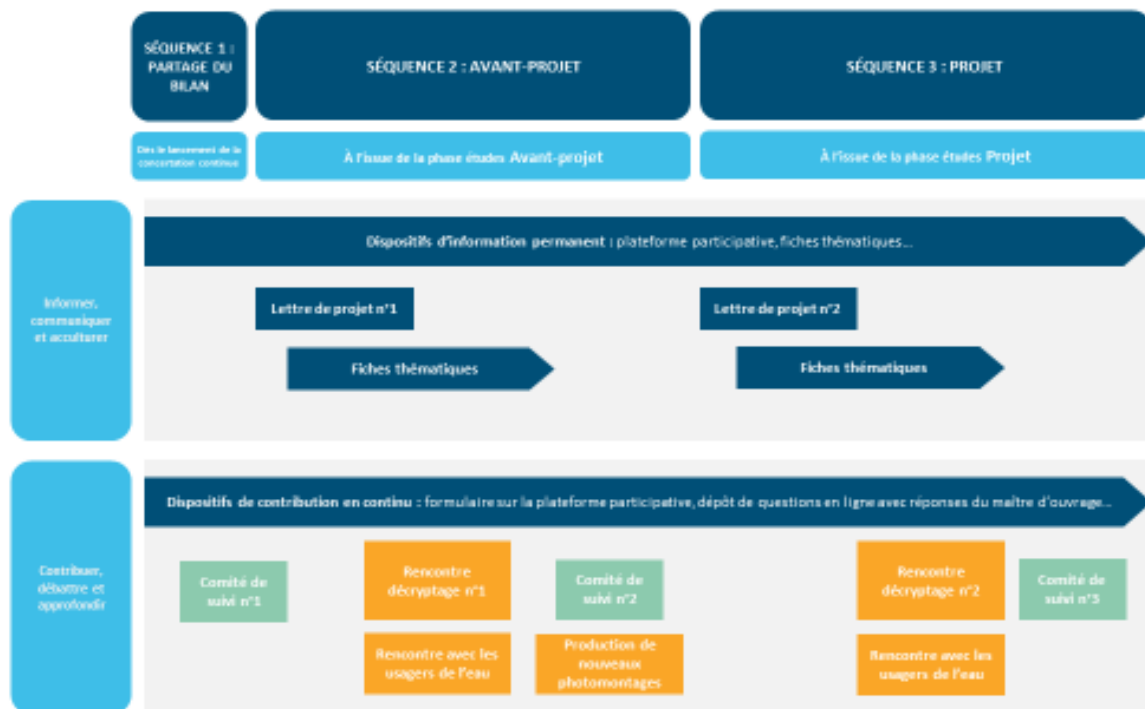 SÉQUENCE 1 :
PARTAGE DU
BILAN
SÉQUENCE 2 : AVANT-PROJET
SÉQUENCE 3 : PROJET
Dès le lancement de la
concertation continue
À l'issue de la phase études Avant-projet
À l'issue de la phase études Projet
Informer,
communiquer
et acculturer
Dispositifs d'information permanent : plateforme participative, fiches thématiques...
Lettre de projet n°1
Lettre de projet n°2
Fiches thématiques
Fiches thématiques
Contribuer,
débattre et
approfondir
Dispositifs de contribution en continu : formulaire sur la plateforme participative, dépôt de questions en ligne avec réponses du maître d'ouvrage...
Comité de
suivi n°1
Rencontre
décryptage n°1
Comité de
suivi n°2
Rencontre
décryptage n°2
Comité de
suivi n°3
Rencontre avec les
usagers de l'eau
Production de
nouveaux
photomontages
Rencontre avec les
usagers de l'eau